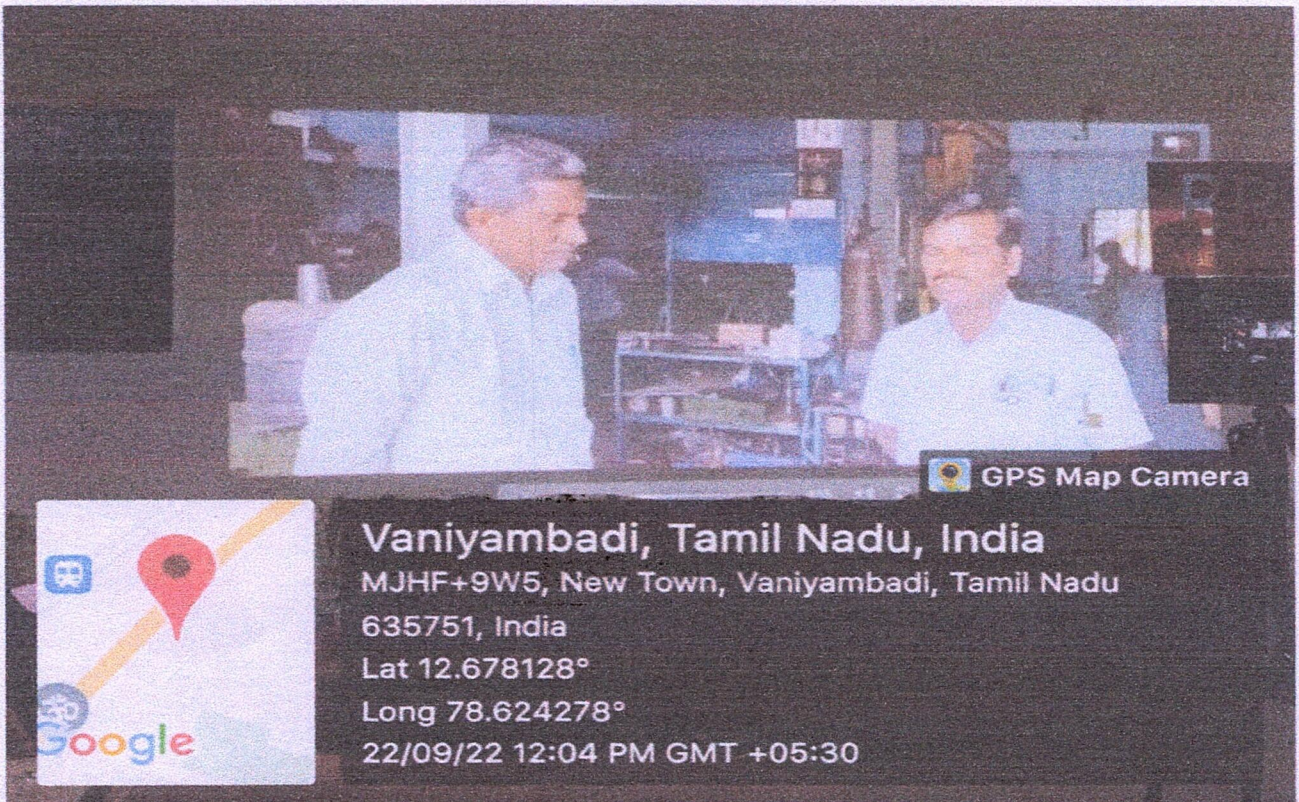 GPS Map Camera
Vaniyambadi, Tamil Nadu, India
MJHF+9W5, New Town, Vaniyambadi, Tamil Nadu
635751, India
Lat 12.678128°
Long 78.624278°
22/09/22 12:04 PM GMT +05:30
Google